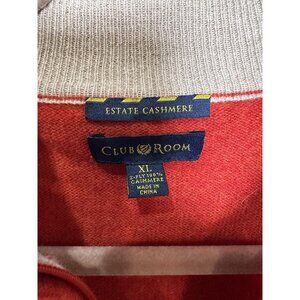 ESTATE CASHMERE
CLUB ROOM
XL
2-PLY 100%
CASHMERE
MADE IN
CHINA